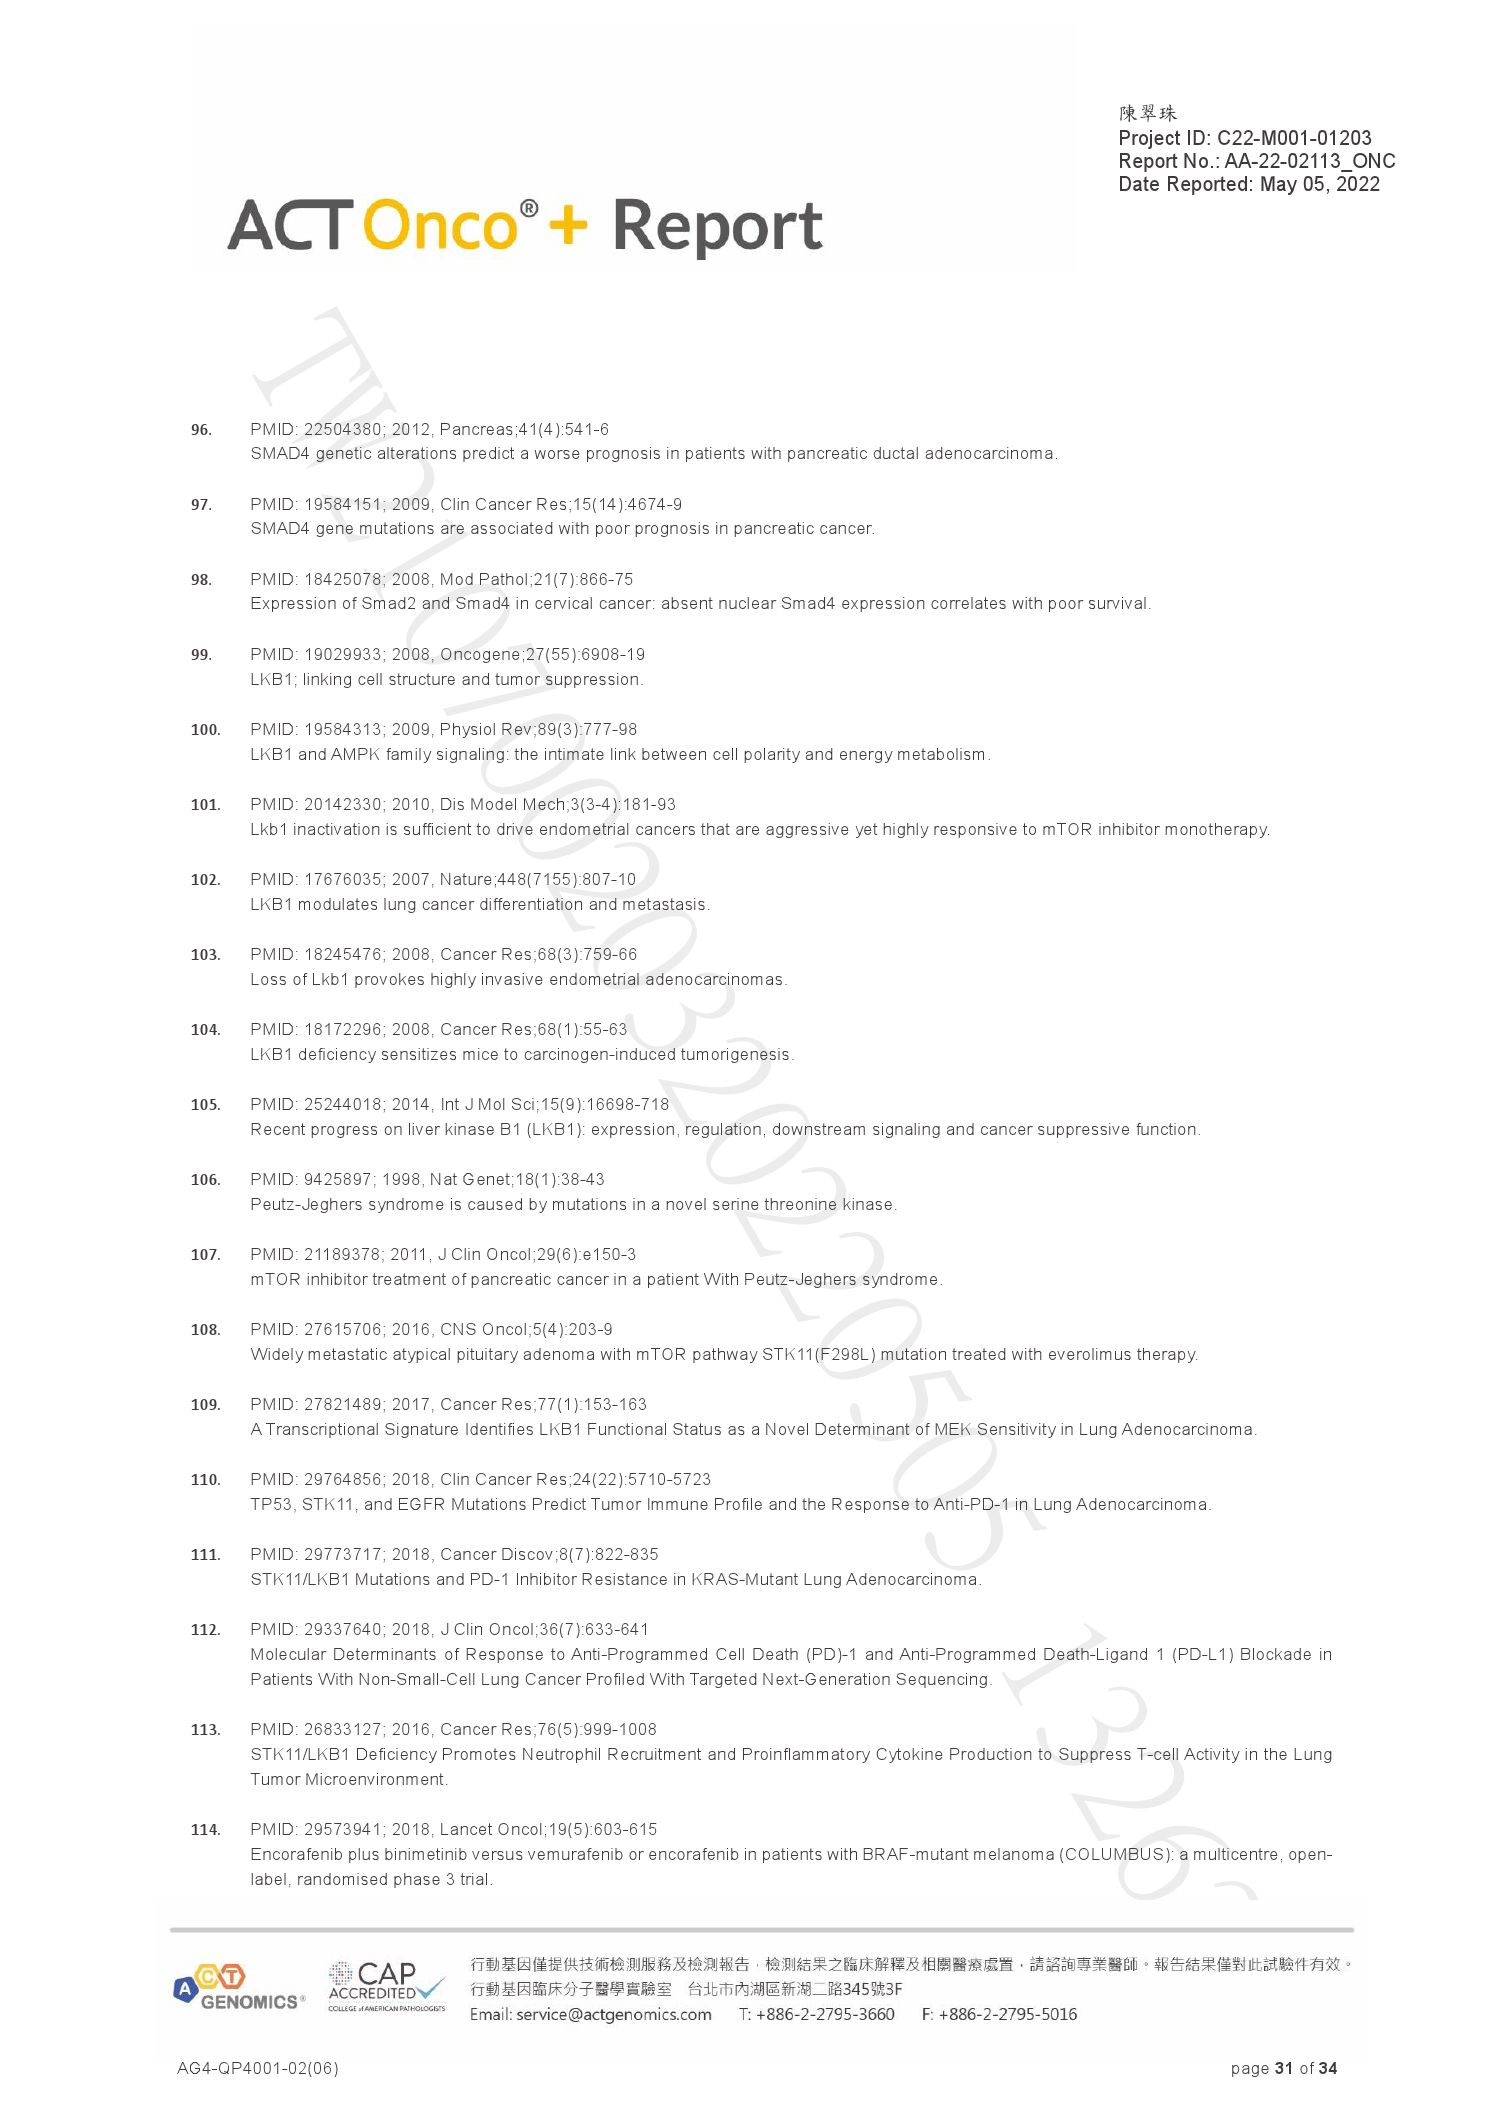 陳翠珠
Project ID: C22-M001-01203
Report No.: AA-22-02113_ONC
Date Reported: May 05, 2022
ACTOnco®+ Report
96. PMID: 22504380; 2012, Pancreas;41(4):541-6
SMAD4 genetic alterations predict a worse prognosis in patients with pancreatic ductal adenocarcinoma.
97. PMID: 19584151; 2009, Clin Cancer Res;15(14):4674-9
SMAD4 gene mutations are associated with poor prognosis in pancreatic cancer.
98. PMID: 18425078; 2008, Mod Pathol;21(7):866-75
Expression of Smad2 and Smad4 in cervical cancer: absent nuclear Smad4 expression correlates with poor survival.
99. PMID: 19029933; 2008, Oncogene;27(55):6908-19
LKB1; linking cell structure and tumor suppression.
100. PMID: 19584313; 2009, Physiol Rev;89(3):777-98
LKB1 and AMPK family signaling: the intimate link between cell polarity and energy metabolism.
101. PMID: 20142330; 2010, Dis Model Mech;3(3-4):181-93
Lkb1 inactivation is sufficient to drive endometrial cancers that are aggressive yet highly responsive to mTOR inhibitor monotherapy.
102. PMID: 17676035; 2007, Nature;448(7155):807-10
LKB1 modulates lung cancer differentiation and metastasis.
103. PMID: 18245476; 2008, Cancer Res;68(3):759-66
Loss of Lkb1 provokes highly invasive endometrial adenocarcinomas.
104. PMID: 18172296; 2008, Cancer Res;68(1):55-63
LKB1 deficiency sensitizes mice to carcinogen-induced tumorigenesis.
105. PMID: 25244018; 2014, Int J Mol Sci;15(9):16698-718
Recent progress on liver kinase B1 (LKB1): expression, regulation, downstream signaling and cancer suppressive function.
106. PMID: 9425897; 1998, Nat Genet;18(1):38-43
Peutz-Jeghers syndrome is caused by mutations in a novel serine threonine kinase.
107. PMID: 21189378; 2011, J Clin Oncol;29(6):e150-3
mTOR inhibitor treatment of pancreatic cancer in a patient With Peutz-Jeghers syndrome.
108. PMID: 27615706; 2016, CNS Oncol;5(4):203-9
Widely metastatic atypical pituitary adenoma with mTOR pathway STK11(F298L) mutation treated with everolimus therapy.
109. PMID: 27821489; 2017, Cancer Res;77(1):153-163
A Transcriptional Signature Identifies LKB1 Functional Status as a Novel Determinant of MEK Sensitivity in Lung Adenocarcinoma.
110. PMID: 29764856; 2018, Clin Cancer Res;24(22):5710-5723
TP53, STK11, and EGFR Mutations Predict Tumor Immune Profile and the Response to Anti-PD-1 in Lung Adenocarcinoma.
111. PMID: 29773717; 2018, Cancer Discov;8(7):822-835
STK11/LKB1 Mutations and PD-1 Inhibitor Resistance in KRAS-Mutant Lung Adenocarcinoma.
112. PMID: 29337640; 2018, J Clin Oncol;36(7):633-641
Molecular Determinants of Response to Anti-Programmed Cell Death (PD)-1 and Anti-Programmed Death-Ligand 1 (PD-L1) Blockade in
Patients With Non-Small-Cell Lung Cancer Profiled With Targeted Next-Generation Sequencing.
113. PMID: 26833127; 2016, Cancer Res;76(5):999-1008
STK11/LKB1 Deficiency Promotes Neutrophil Recruitment and Proinflammatory Cytokine Production to Suppress T-cell Activity in the Lung
Tumor Microenvironment.
114. PMID: 29573941; 2018, Lancet Oncol;19(5):603-615
Encorafenib plus binimetinib versus vemurafenib or encorafenib in patients with BRAF-mutant melanoma (COLUMBUS): a multicentre, open-
label, randomised phase 3 trial.
ACT GENOMICS®
CAP ACCREDITED COLLEGE of AMERICAN PATHOLOGISTS
行動基因僅提供技術檢測服務及檢測報告，檢測結果之臨床解釋及相關醫療處置，請諮詢專業醫師。報告結果僅對此試驗件有效。
行動基因臨床分子醫學實驗室 台北市內湖區新湖二路345號3F
Email: service@actgenomics.com T: +886-2-2795-3660 F: +886-2-2795-5016
AG4-QP4001-02(06)
page 31 of 34